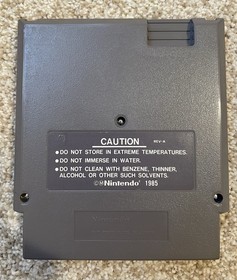 CAUTION
REV-A
•DO NOT STORE IN EXTREME TEMPERATURES.
•DO NOT IMMERSE IN WATER.
•DO NOT CLEAN WITH BENZENE, THINNER,
ALCOHOL OR OTHER SUCH SOLVENTS.
Nintendo® 1985